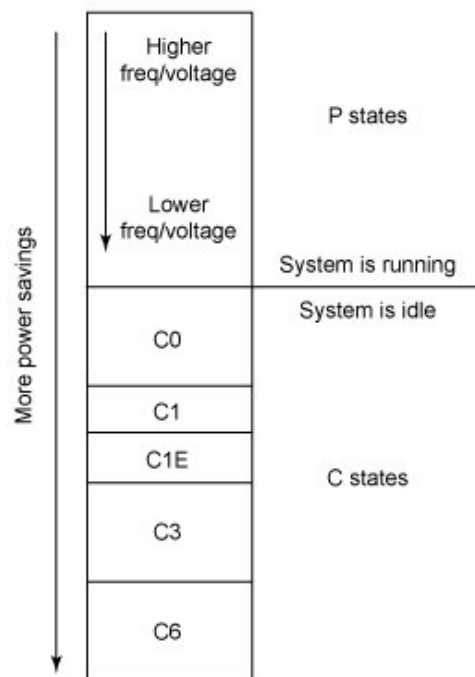 Higher
freq/voltage
P states
Lower
freq/voltage
System is running
System is idle
More power savings
C0
C1
C1E
C states
C3
C6